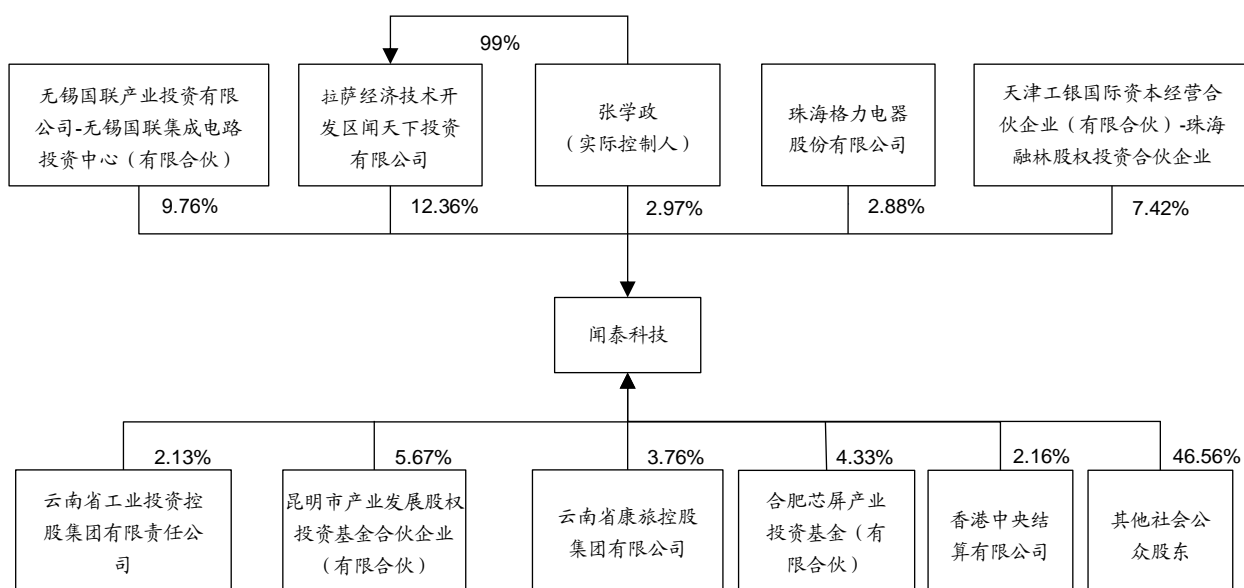 99%
无锡国联产业投资有限
公司-无锡国联集成电路
投资中心（有限合伙）
拉萨经济技术开
发区闻天下投资
有限公司
张学政
（实际控制人）
珠海格力电器
股份有限公司
天津工银国际资本经营合
伙企业（有限合伙）-珠海
融林股权投资合伙企业
9.76%
12.36%
2.97%
2.88%
7.42%
闻泰科技
2.13%
5.67%
3.76%
4.33%
2.16%
46.56%
云南省工业投资控
股集团有限责任公
司
昆明市产业发展股权
投资基金合伙企业
（有限合伙）
云南省康旅控股
集团有限公司
合肥芯屏产业
投资基金（有
限合伙）
香港中央结
算有限公司
其他社会公
众股东